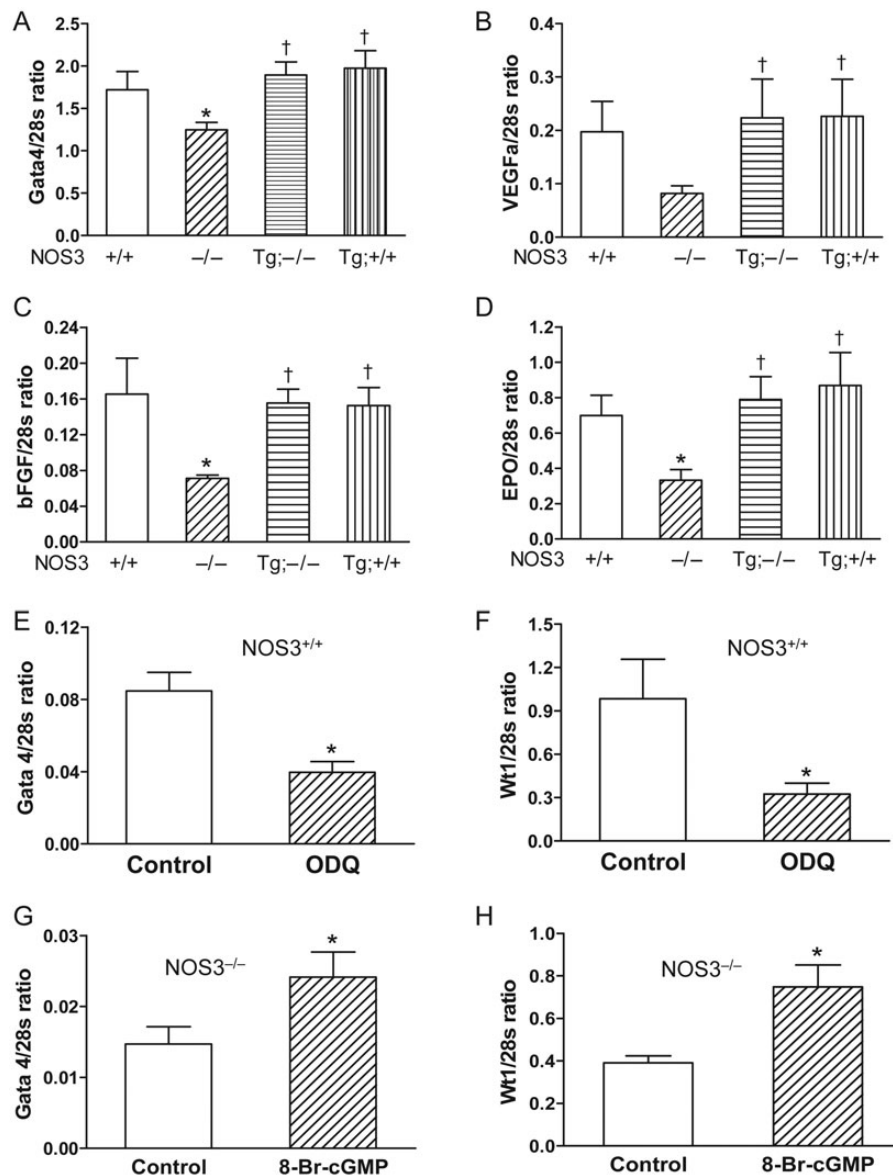 A
Gata4/28s ratio
2.5
2.0
1.5
1.0
0.5
0.0
*
†
†
NOS3 +/+ –/– Tg;–/– Tg;+/+
B
VEGFa/28s ratio
0.4
0.3
0.2
0.1
0.0
†
†
NOS3 +/+ –/– Tg;–/– Tg;+/+
C
bFGF/28s ratio
0.24
0.20
0.16
0.12
0.08
0.04
0.00
*
†
†
NOS3 +/+ –/– Tg;–/– Tg;+/+
D
EPO/28s ratio
1.2
1.0
0.8
0.6
0.4
0.2
0.0
*
†
†
NOS3 +/+ –/– Tg;–/– Tg;+/+
E
Gata 4/28s ratio
0.12
0.08
0.04
0.00
NOS3+/+
*
Control ODQ
F
Wt1/28s ratio
1.5
1.2
0.9
0.6
0.3
0.0
NOS3+/+
*
Control ODQ
G
Gata 4/28s ratio
0.03
0.02
0.01
0.00
NOS3–/–
*
Control 8-Br-cGMP
H
Wt1/28s ratio
1.0
0.8
0.6
0.4
0.2
0.0
NOS3–/–
*
Control 8-Br-cGMP